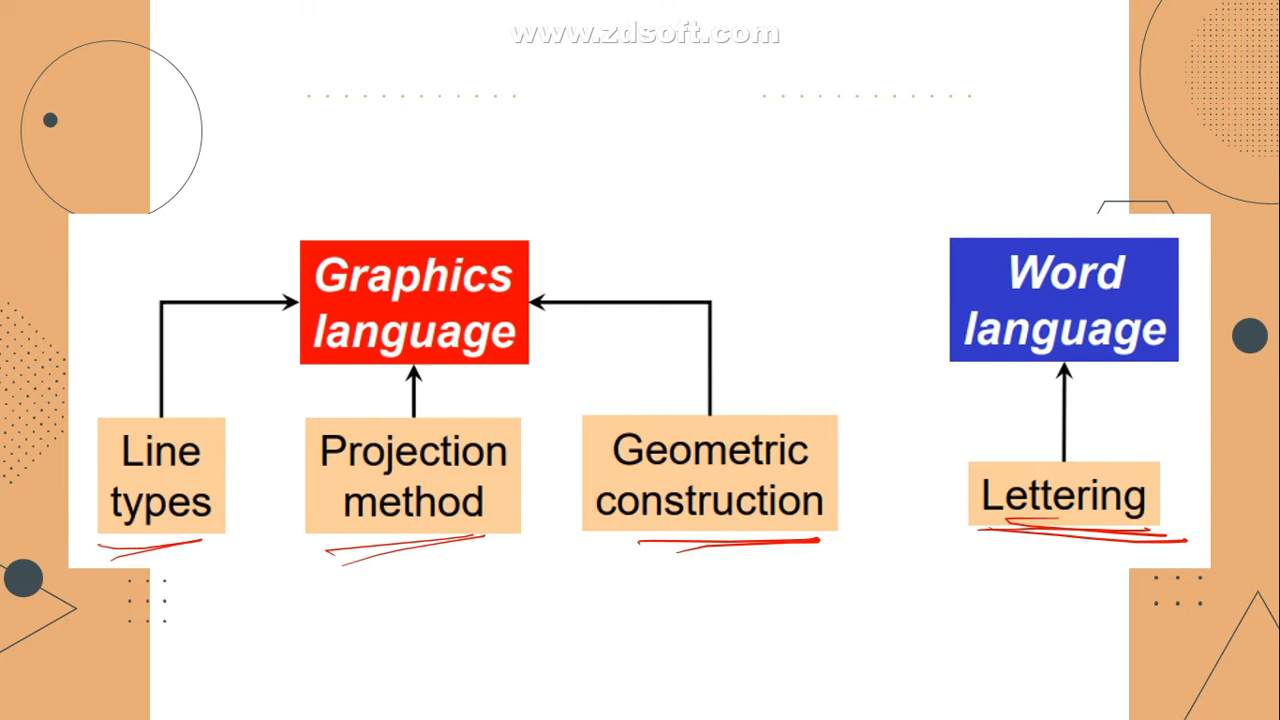 www.zdsoft.com
Graphics
language
Word
language
Line
types
Projection
method
Geometric
construction
Lettering